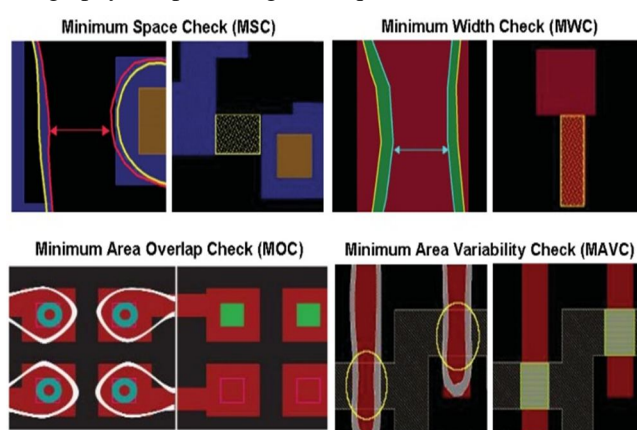 Minimum Space Check (MSC)
Minimum Width Check (MWC)
Minimum Area Overlap Check (MOC)
Minimum Area Variability Check (MAVC)